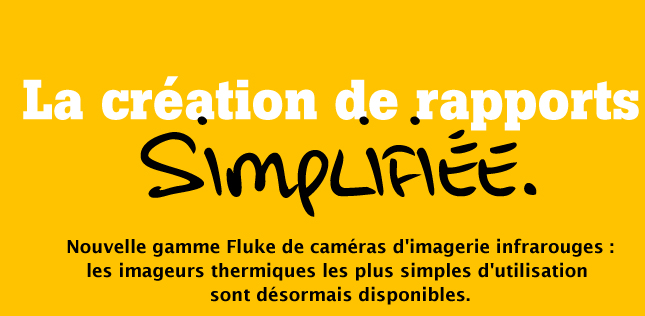 La création de rapports
Simplifiée.
Nouvelle gamme Fluke de caméras d'imagerie infrarouges :
les imageurs thermiques les plus simples d'utilisation
sont désormais disponibles.